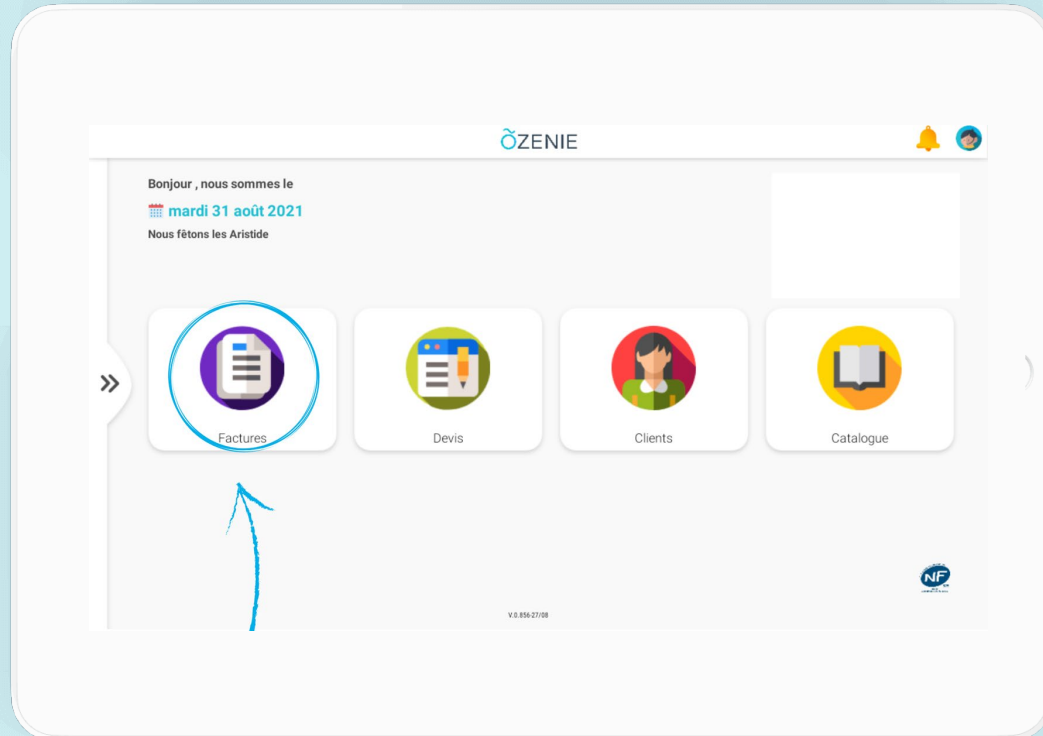 ÕZENIE
Bonjour , nous sommes le
mardi 31 août 2021
Nous fêtons les Aristide
Factures
Devis
Clients
Catalogue
NF
V.0.856-27/08